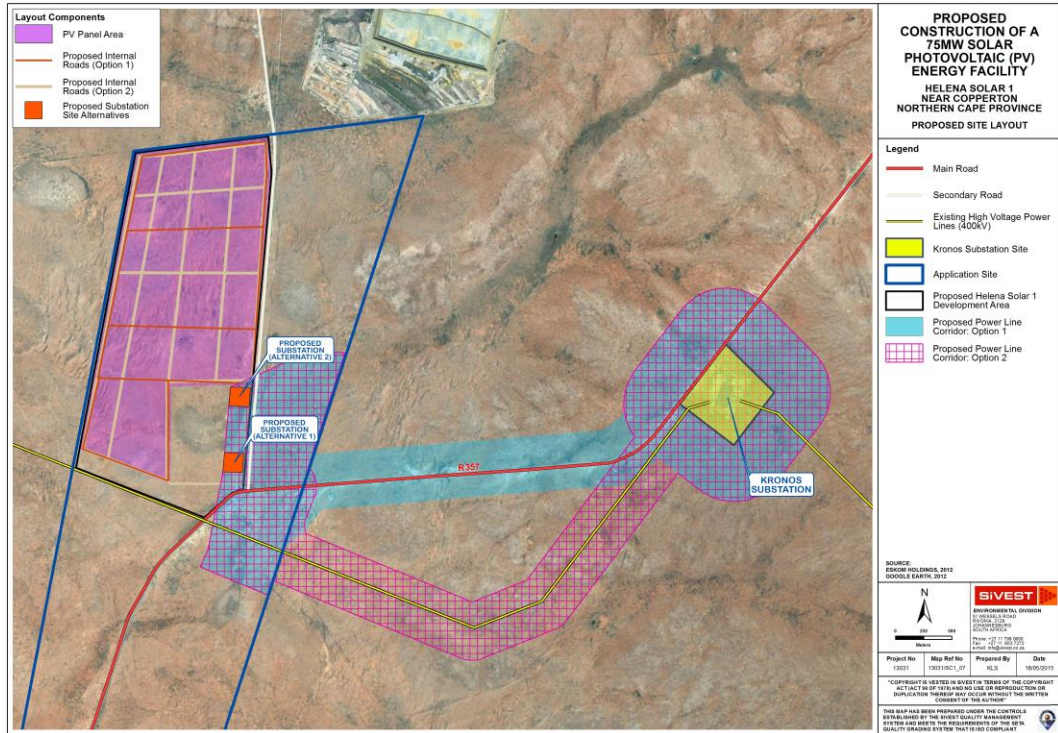 Layout Components
PV Panel Area
Proposed Internal
Roads (Option 1)
Proposed Internal
Roads (Option 2)
Proposed Substation
Site Alternatives
PROPOSED
SUBSTATION
(ALTERNATIVE 2)
PROPOSED
SUBSTATION
(ALTERNATIVE 1)
R357
KRONOS
SUBSTATION
PROPOSED
CONSTRUCTION OF A
75MW SOLAR
PHOTOVOLTAIC (PV)
ENERGY FACILITY
HELENA SOLAR 1
NEAR COPPERTON
NORTHERN CAPE PROVINCE
PROPOSED SITE LAYOUT
Legend
Main Road
Secondary Road
Existing High Voltage Power
Lines (400kV)
Kronos Substation Site
Application Site
Proposed Helena Solar 1
Development Area
Proposed Power Line
Corridor: Option 1
Proposed Power Line
Corridor: Option 2
SOURCE:
ESKOM HOLDINGS, 2012
GOOGLE EARTH, 2012
N
0
Meters
SiVEST
ENVIRONMENTAL DIVISION
51 WESSELS ROAD
RIVONIA, 2128
JOHANNESBURG
SOUTH AFRICA
Project No
Map Ref No
Prepared By
Date
13031
13031/SC1_07
KLS
18/05/2015
"COPYRIGHT IS VESTED IN SIVEST IN TERMS OF THE COPYRIGHT
ACT (ACT 98 OF 1978) AND NO USE OR REPRODUCTION OR
DUPLICATION THEREOF MAY OCCUR WITHOUT THE WRITTEN
CONSENT OF THE AUTHOR"
THIS MAP HAS BEEN PREPARED UNDER THE CONTROLS
ESTABLISHED BY THE SIVEST QUALITY MANAGEMENT
SYSTEM AND MEETS THE REQUIREMENTS OF THE SETA
QUALITY GRADING SYSTEM THAT IS ISO COMPLIANT